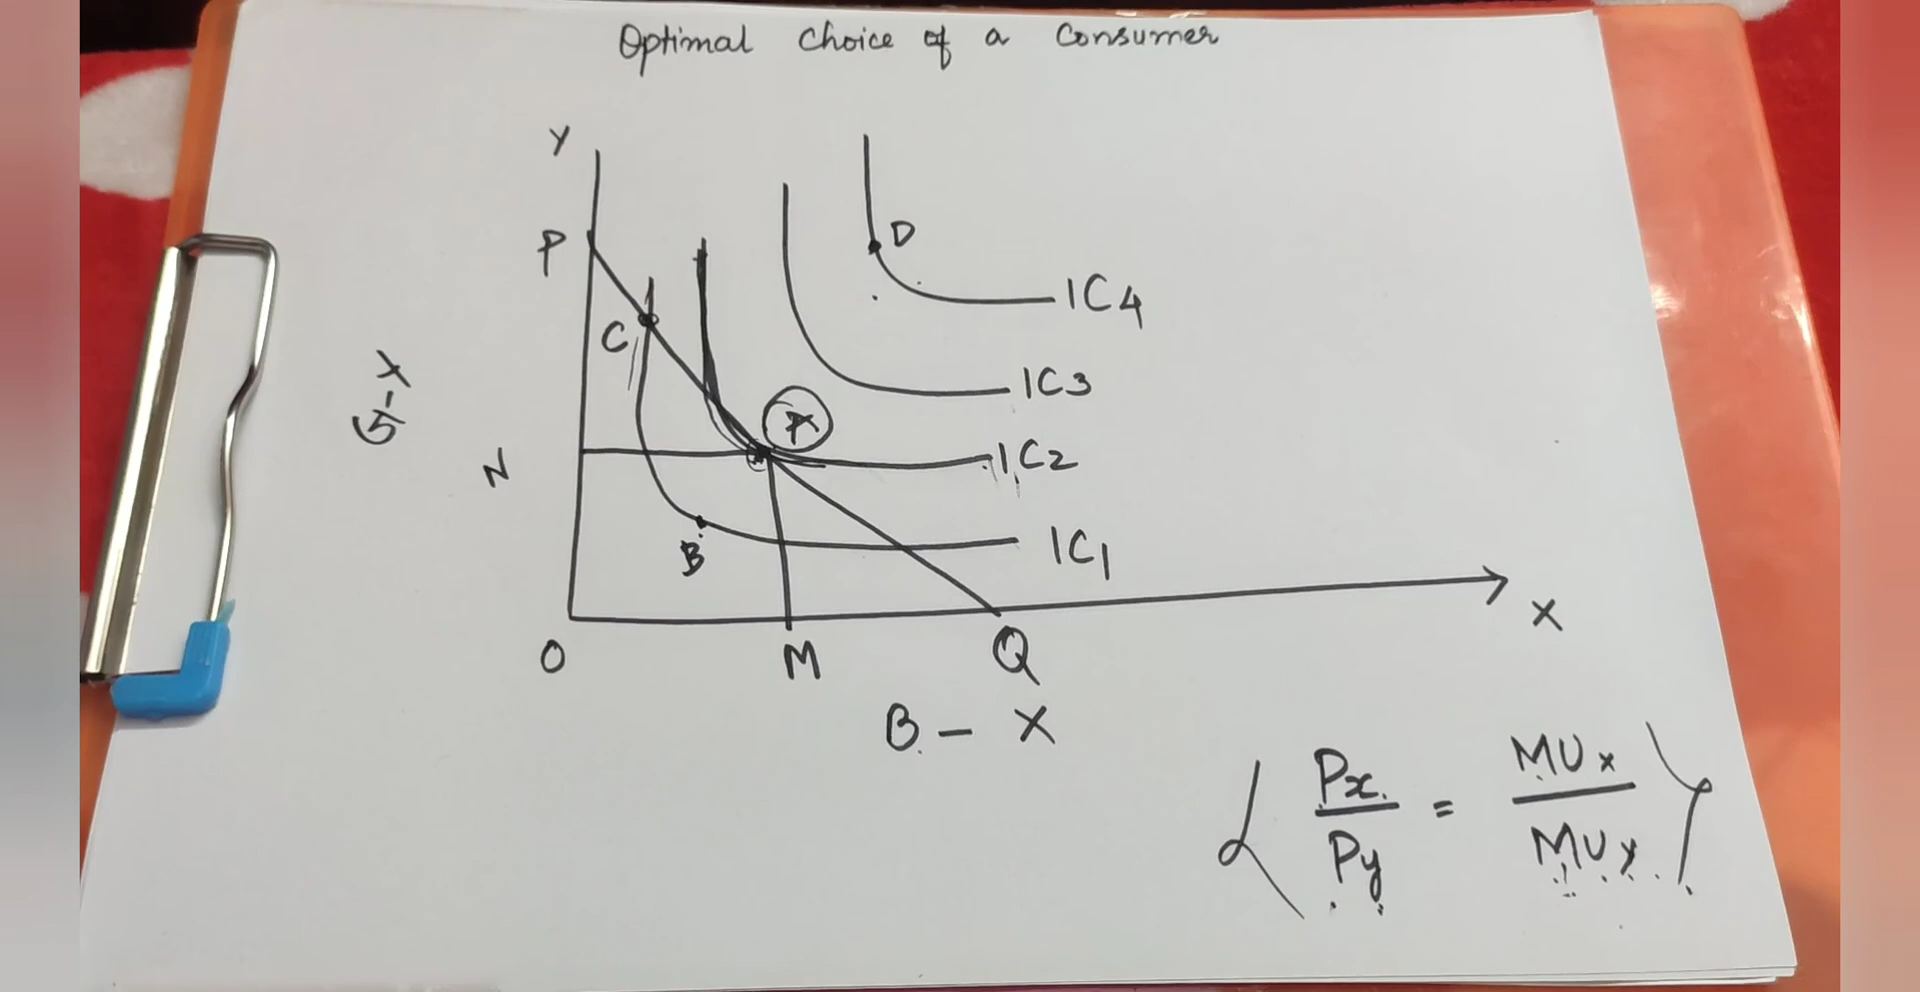 Optimal Choice of a Consumer
Y
P
D
IC4
C
IC3
A
N
IC2
B
IC1
X
O
M
Q
B - X
Px
Py
=
MUx
MUy